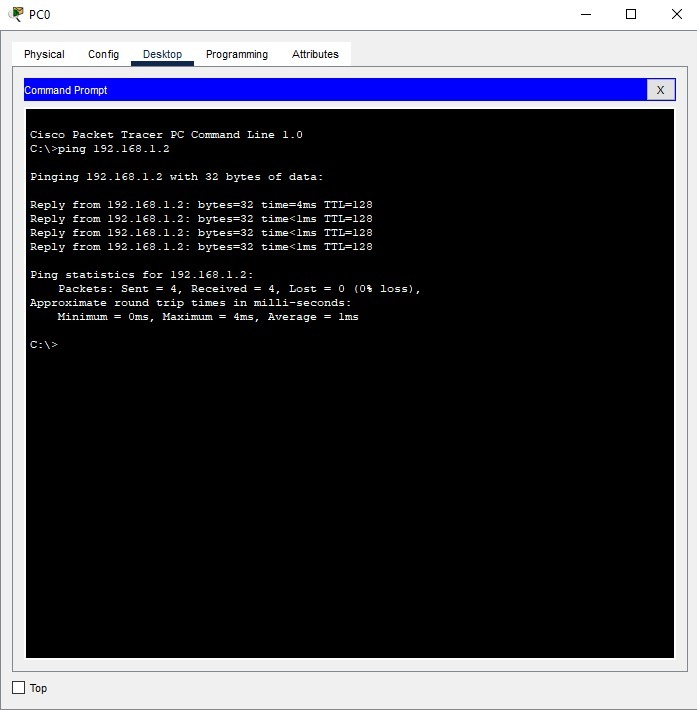 PC0
Physical Config Desktop Programming Attributes
Command Prompt X
Cisco Packet Tracer PC Command Line 1.0
C:\>ping 192.168.1.2
Pinging 192.168.1.2 with 32 bytes of data:
Reply from 192.168.1.2: bytes=32 time=4ms TTL=128
Reply from 192.168.1.2: bytes=32 time<1ms TTL=128
Reply from 192.168.1.2: bytes=32 time<1ms TTL=128
Reply from 192.168.1.2: bytes=32 time<1ms TTL=128
Ping statistics for 192.168.1.2:
Packets: Sent = 4, Received = 4, Lost = 0 (0% loss),
Approximate round trip times in milli-seconds:
Minimum = 0ms, Maximum = 4ms, Average = 1ms
C:\>
Top